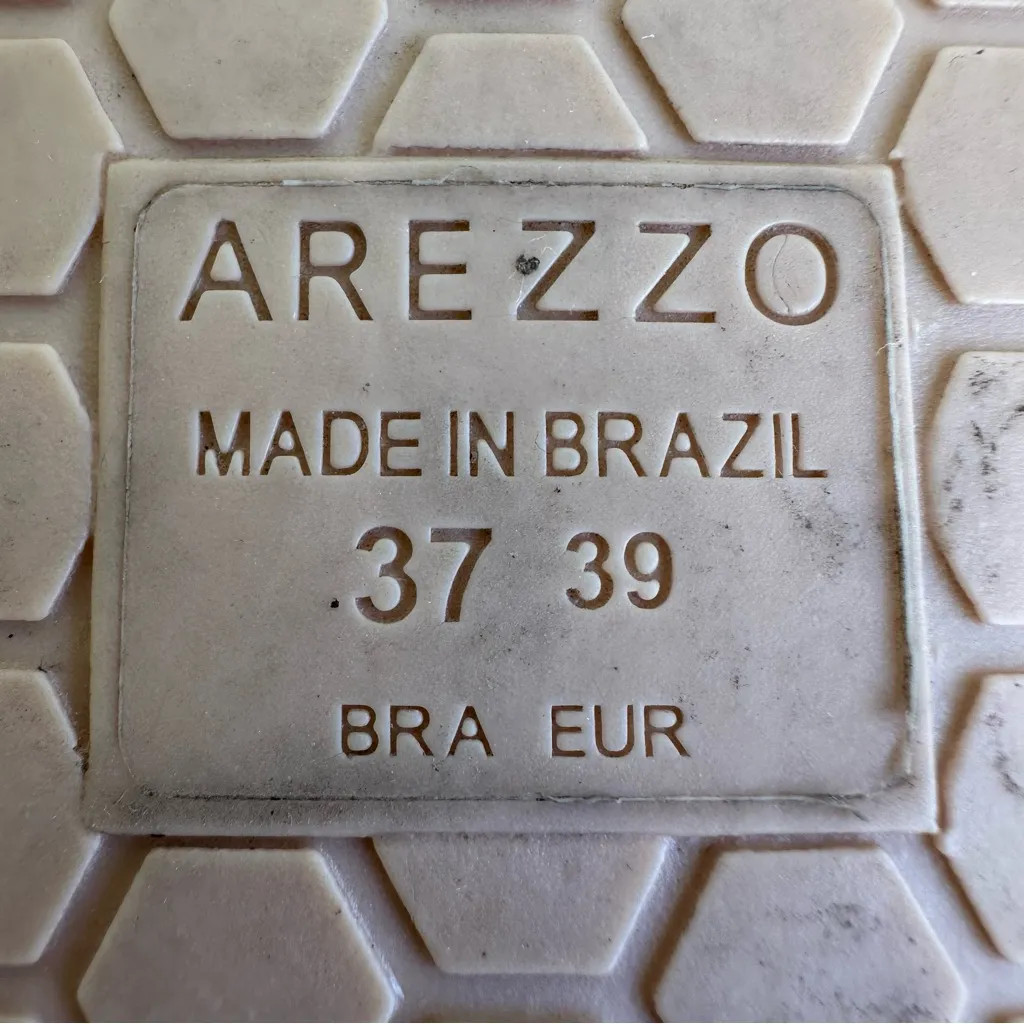 AREZZO
MADE IN BRAZIL
37 39
BRA EUR